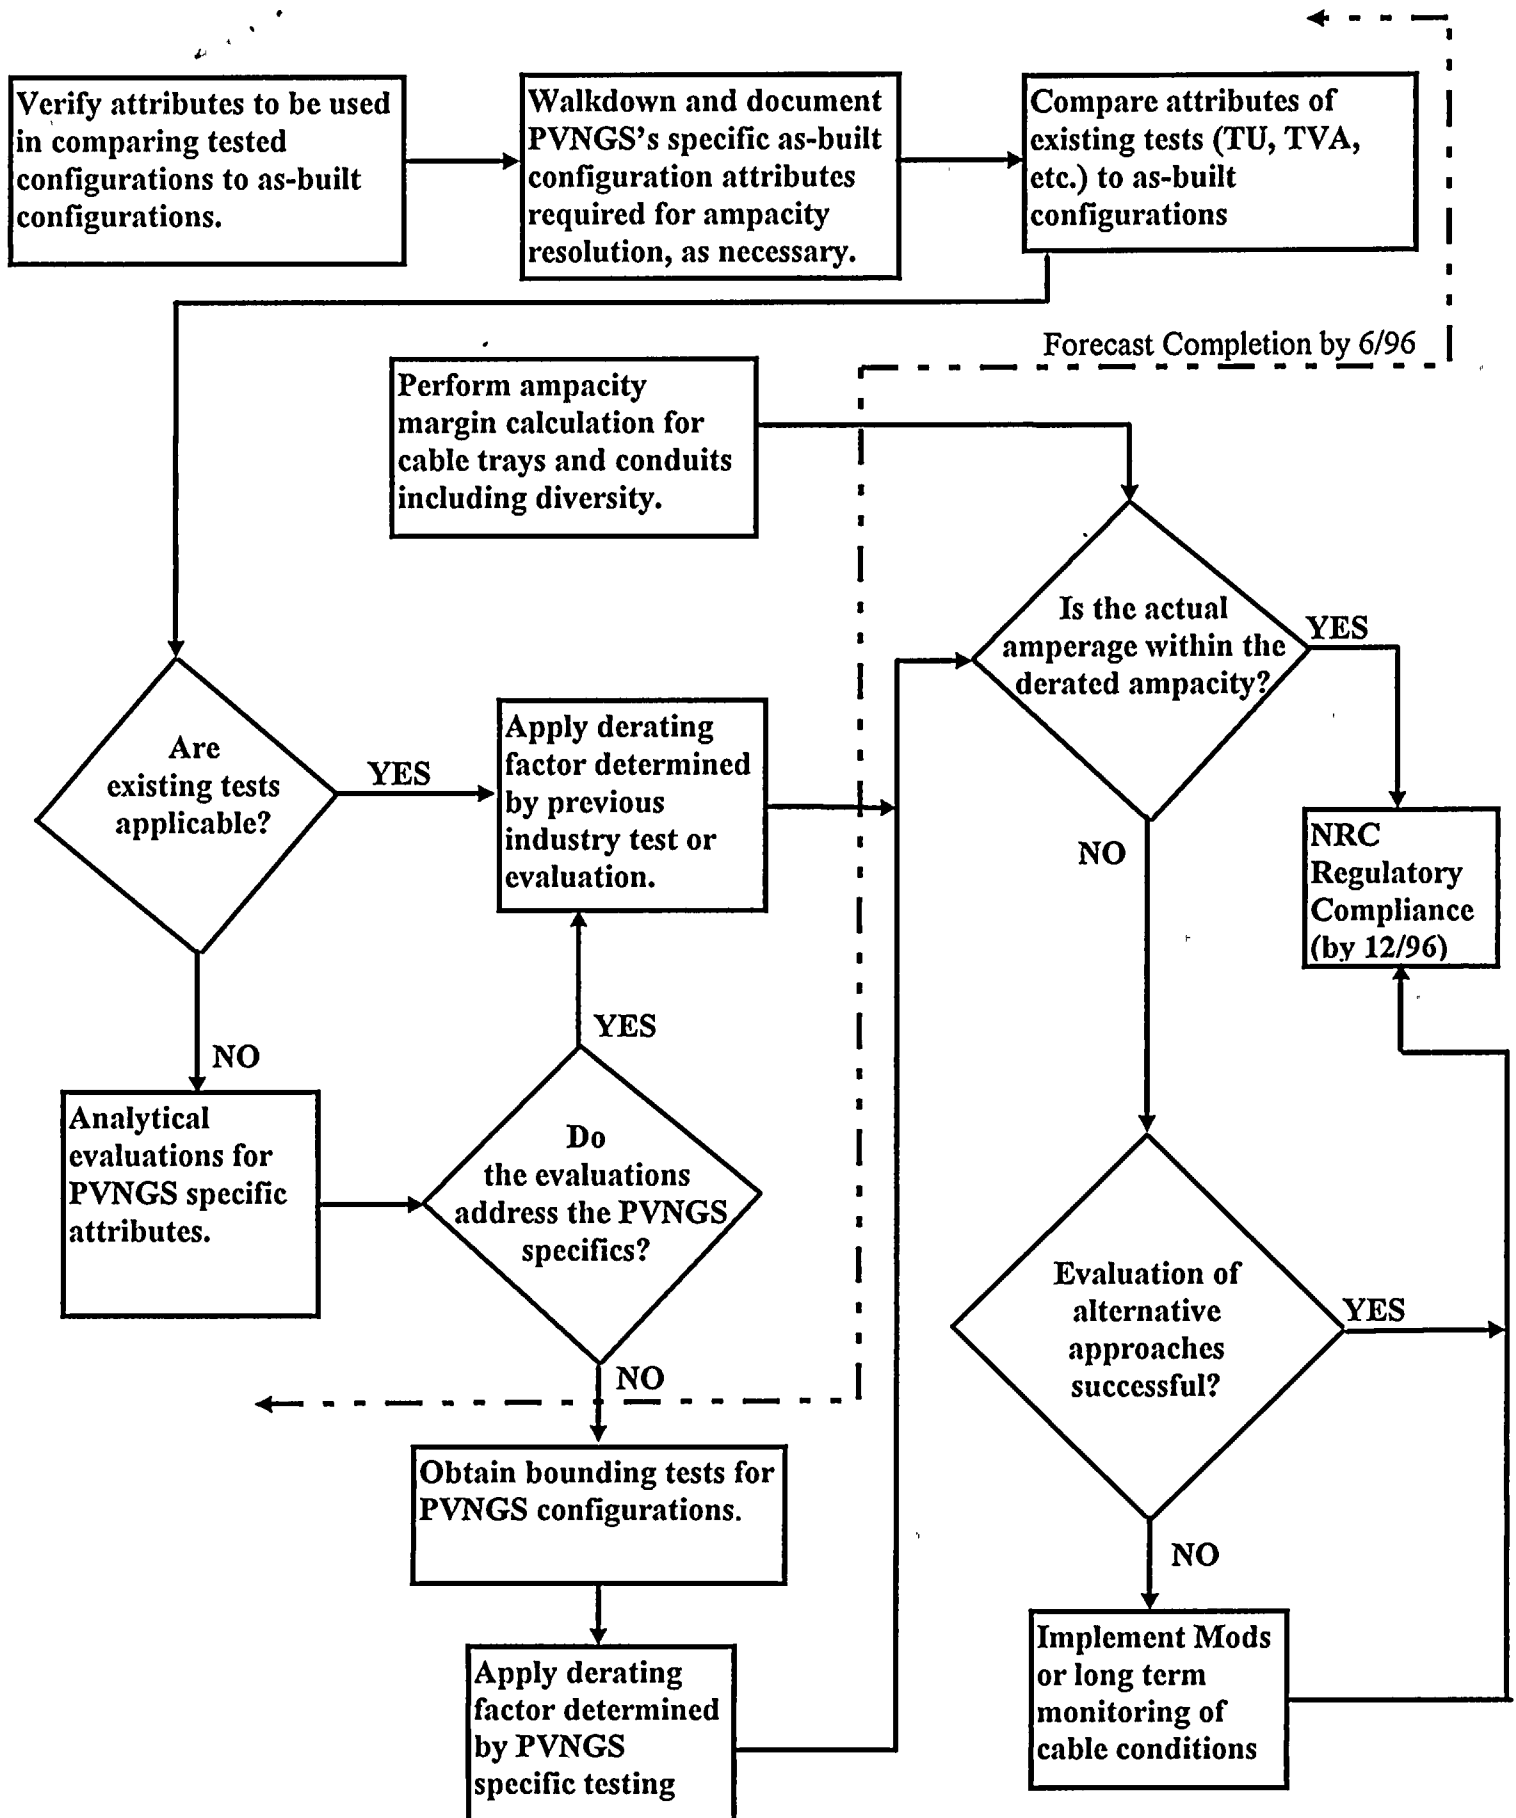 Verify attributes to be used
in comparing tested
configurations to as-built
configurations.
Walkdown and document
PVNGS's specific as-built
configuration attributes
required for ampacity
resolution, as necessary.
Compare attributes of
existing tests (TU, TVA,
etc.) to as-built
configurations
Forecast Completion by 6/96
Perform ampacity
margin calculation for
cable trays and conduits
including diversity.
Is the actual
amperage within the
derated ampacity?
YES
NO
Are
existing tests
applicable?
YES
NO
Apply derating
factor determined
by previous
industry test or
evaluation.
NRC
Regulatory
Compliance
(by 12/96)
YES
Analytical
evaluations for
PVNGS specific
attributes.
Do
the evaluations
address the PVNGS
specifics?
NO
Evaluation of
alternative
approaches
successful?
YES
NO
Obtain bounding tests for
PVNGS configurations.
Apply derating
factor determined
by PVNGS
specific testing
Implement Mods
or long term
monitoring of
cable conditions